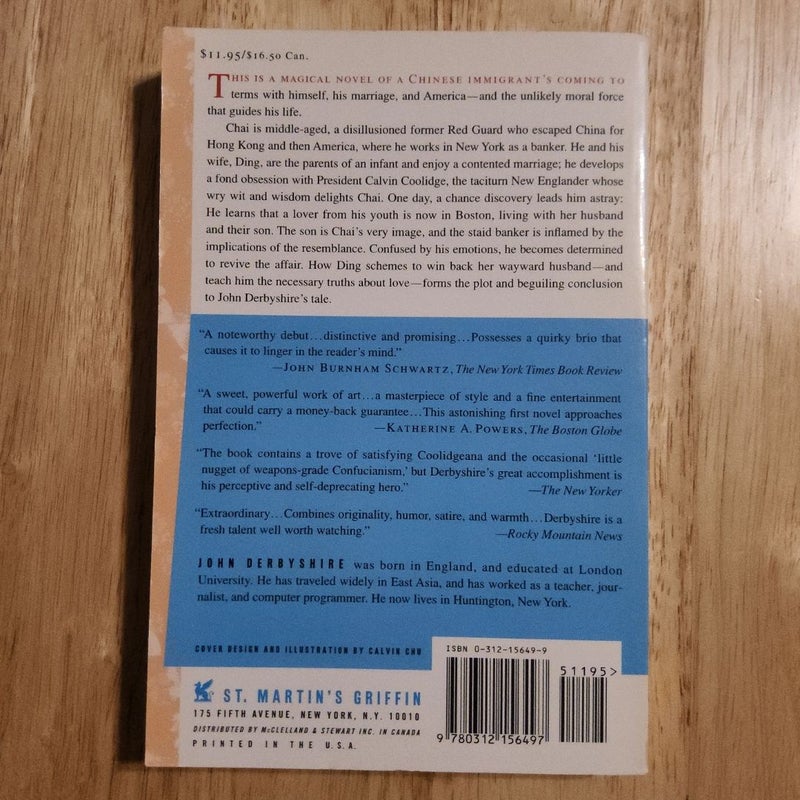 $11.95/$16.50 Can.
THIS IS A MAGICAL NOVEL OF A CHINESE IMMIGRANT'S COMING TO
terms with himself, his marriage, and America—and the unlikely moral force
that guides his life.
Chai is middle-aged, a disillusioned former Red Guard who escaped China for
Hong Kong and then America, where he works in New York as a banker. He and his
wife, Ding, are the parents of an infant and enjoy a contented marriage; he develops
a fond obsession with President Calvin Coolidge, the taciturn New Englander whose
wry wit and wisdom delights Chai. One day, a chance discovery leads him astray:
He learns that a lover from his youth is now in Boston, living with her husband
and their son. The son is Chai's very image, and the staid banker is inflamed by the
implications of the resemblance. Confused by his emotions, he becomes determined
to revive the affair. How Ding schemes to win back her wayward husband—and
teach him the necessary truths about love—forms the plot and beguiling conclusion
to John Derbyshire's tale.
"A noteworthy debut...distinctive and promising...Possesses a quirky brio that
causes it to linger in the reader's mind."
—JOHN BURNHAM SCHWARTZ, The New York Times Book Review
"A sweet, powerful work of art...a masterpiece of style and a fine entertainment
that could carry a money-back guarantee...This astonishing first novel approaches
perfection." —KATHERINE A. POWERS, The Boston Globe
"The book contains a trove of satisfying Coolidgeana and the occasional 'little
nugget of weapons-grade Confucianism,' but Derbyshire's great accomplishment is
his perceptive and self-deprecating hero." —The New Yorker
"Extraordinary...Combines originality, humor, satire, and warmth...Derbyshire is a
fresh talent well worth watching." —Rocky Mountain News
JOHN DERBYSHIRE was born in England, and educated at London
University. He has traveled widely in East Asia, and has worked as a teacher, jour-
nalist, and computer programmer. He now lives in Huntington, New York.
COVER DESIGN AND ILLUSTRATION BY CALVIN CHU
ST. MARTIN'S GRIFFIN
175 FIFTH AVENUE, NEW YORK, N.Y. 10010
DISTRIBUTED BY McCLELLAND & STEWART INC. IN CANADA
PRINTED IN THE U.S.A.
ISBN 0-312-15649-9
51195>
9 780312 156497